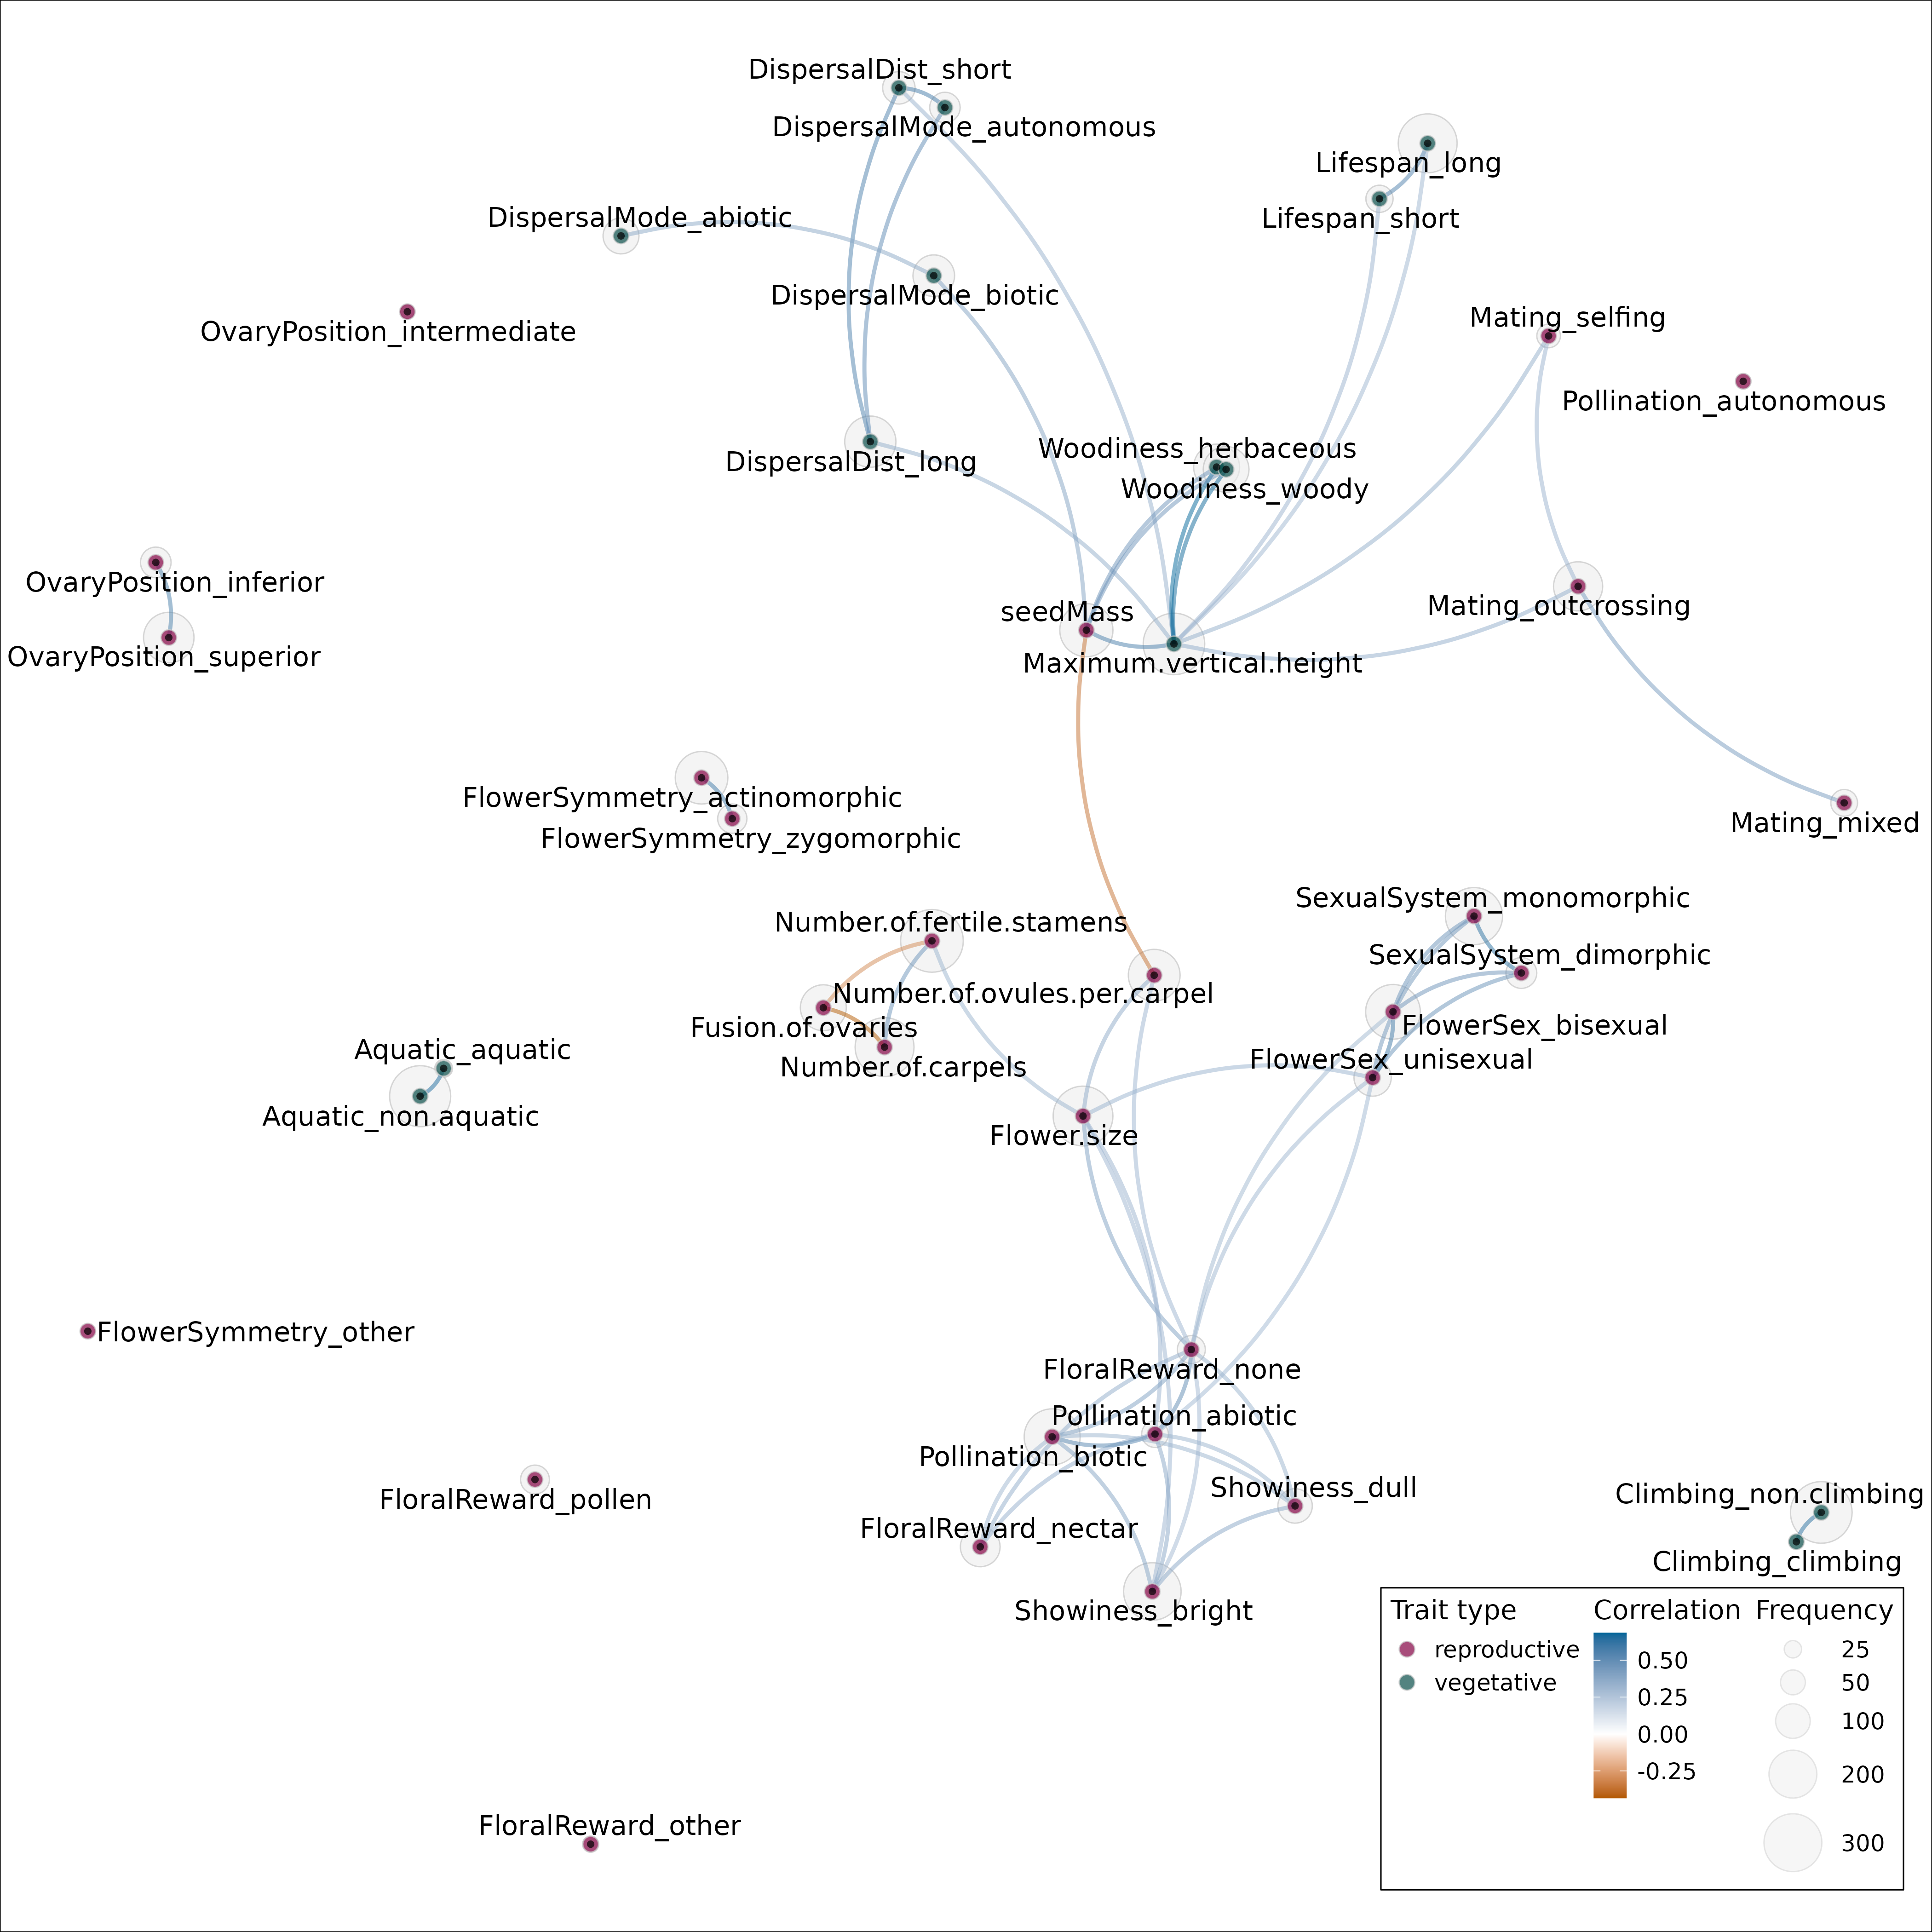 DispersalDist_short
DispersalMode_autonomous
Lifespan_long
Lifespan_short
DispersalMode_abiotic
DispersalMode_biotic
OvaryPosition_intermediate
Mating_selfing
Pollination_autonomous
Woodiness_herbaceous
DispersalDist_long
Woodiness_woody
OvaryPosition_inferior
seedMass
Mating_outcrossing
OvaryPosition_superior
Maximum.vertical.height
FlowerSymmetry_actinomorphic
Mating_mixed
FlowerSymmetry_zygomorphic
SexualSystem_monomorphic
Number.of.fertile.stamens
SexualSystem_dimorphic
Number.of.ovules.per.carpel
Fusion.of.ovaries
FlowerSex_bisexual
Aquatic_aquatic
FlowerSex_unisexual
Number.of.carpels
Aquatic_non.aquatic
Flower.size
FlowerSymmetry_other
FloralReward_none
Pollination_abiotic
Pollination_biotic
Showiness_dull
FloralReward_pollen
Climbing_non.climbing
FloralReward_nectar
Climbing_climbing
Showiness_bright
FloralReward_other
Trait type
reproductive
vegetative
Correlation
0.50
0.25
0.00
-0.25
Frequency
25
50
100
200
300